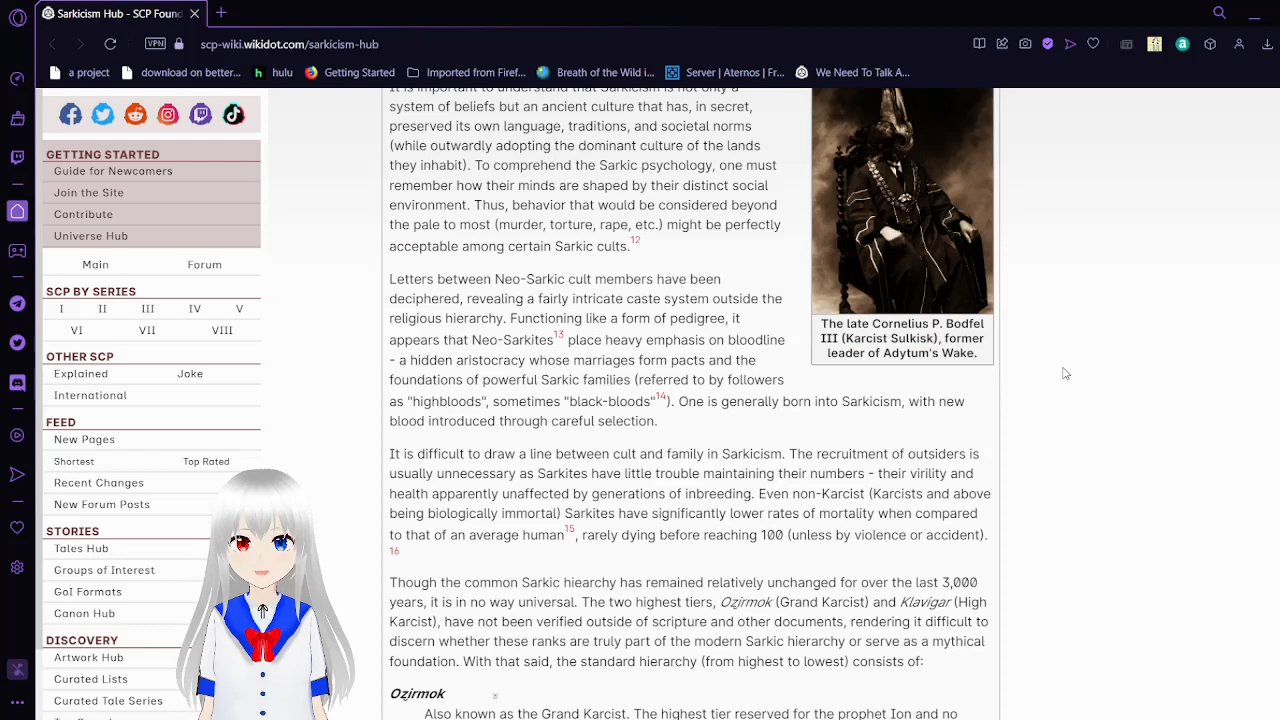 Sarkicism Hub - SCP Found
scp-wiki.wikidot.com/sarkicism-hub
VPN
a project
download on better...
hulu
Getting Started
Imported from Firef...
Breath of the Wild i...
Server | Aternos | Fr...
We Need To Talk A...
GETTING STARTED
Guide for Newcomers
Join the Site
Contribute
Universe Hub
Main Forum
SCP BY SERIES
I II III IV V
VI VII VIII
OTHER SCP
Explained Joke
International
FEED
New Pages
Shortest Top Rated
Recent Changes
New Forum Posts
STORIES
Tales Hub
Groups of Interest
GoI Formats
Canon Hub
DISCOVERY
Artwork Hub
Curated Lists
Curated Tale Series
It is important to understand that Sarkicism is not only a
system of beliefs but an ancient culture that has, in secret,
preserved its own language, traditions, and societal norms
(while outwardly adopting the dominant culture of the lands
they inhabit). To comprehend the Sarkic psychology, one must
remember how their minds are shaped by their distinct social
environment. Thus, behavior that would be considered beyond
the pale to most (murder, torture, rape, etc.) might be perfectly
acceptable among certain Sarkic cults.12
Letters between Neo-Sarkic cult members have been
deciphered, revealing a fairly intricate caste system outside the
religious hierarchy. Functioning like a form of pedigree, it
appears that Neo-Sarkites13 place heavy emphasis on bloodline
- a hidden aristocracy whose marriages form pacts and the
foundations of powerful Sarkic families (referred to by followers
as "highbloods", sometimes "black-bloods"14). One is generally born into Sarkicism, with new
blood introduced through careful selection.
The late Cornelius P. Bodfel
III (Karcist Sulkisk), former
leader of Adytum's Wake.
It is difficult to draw a line between cult and family in Sarkicism. The recruitment of outsiders is
usually unnecessary as Sarkites have little trouble maintaining their numbers - their virility and
health apparently unaffected by generations of inbreeding. Even non-Karcist (Karcists and above
being biologically immortal) Sarkites have significantly lower rates of mortality when compared
to that of an average human15, rarely dying before reaching 100 (unless by violence or accident).
16
Though the common Sarkic hiearchy has remained relatively unchanged for over the last 3,000
years, it is in no way universal. The two highest tiers, Ozi̮rmok (Grand Karcist) and Klavigar (High
Karcist), have not been verified outside of scripture and other documents, rendering it difficult to
discern whether these ranks are truly part of the modern Sarkic hierarchy or serve as a mythical
foundation. With that said, the standard hierarchy (from highest to lowest) consists of:
Ozi̮rmok
Also known as the Grand Karcist. The highest tier reserved for the prophet Ion and no